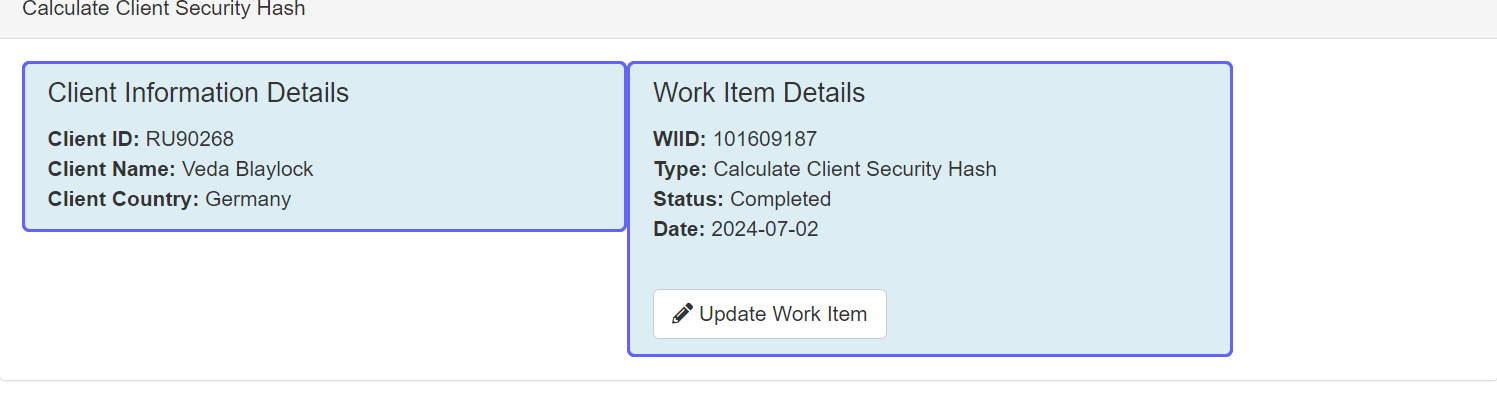 Calculate Client Security Hash
Client Information Details
Client ID: RU90268
Client Name: Veda Blaylock
Client Country: Germany
Work Item Details
WIID: 101609187
Type: Calculate Client Security Hash
Status: Completed
Date: 2024-07-02
Update Work Item